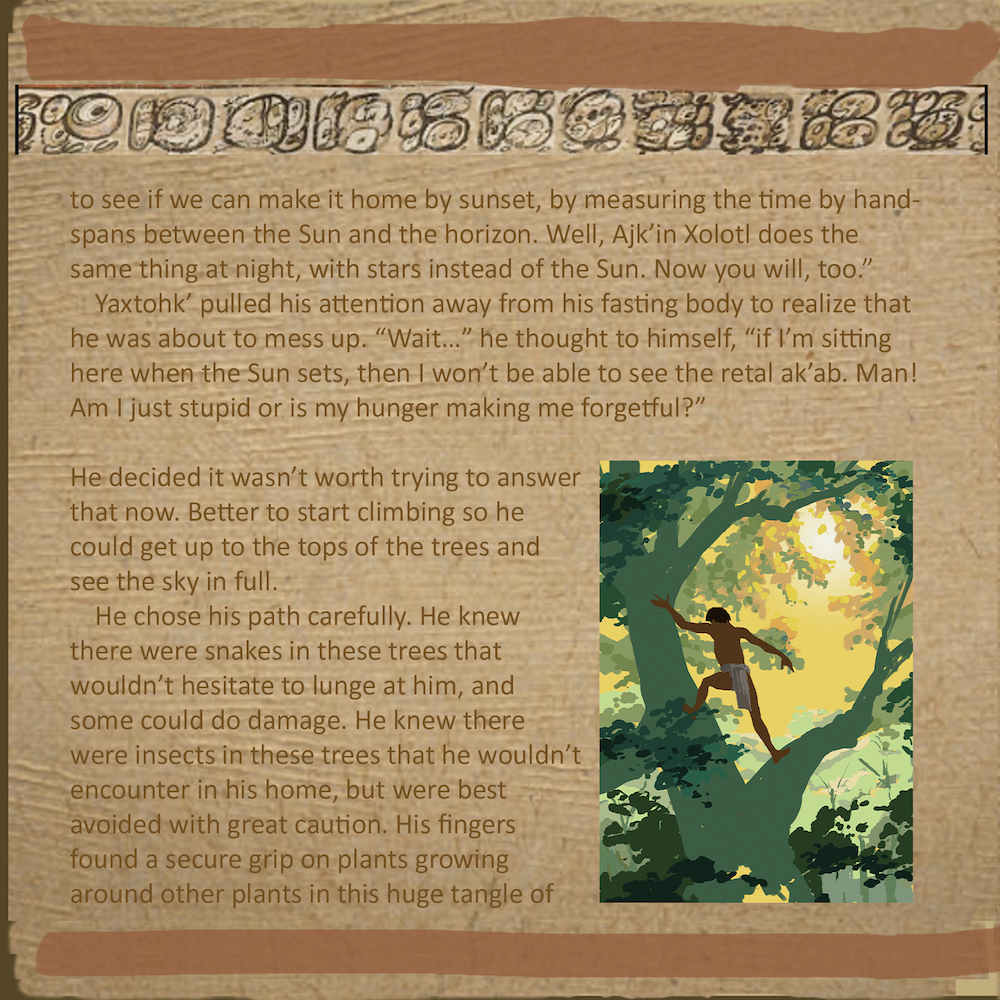 to see if we can make it home by sunset, by measuring the time by hand-
spans between the Sun and the horizon. Well, Ajk’in Xolotl does the
same thing at night, with stars instead of the Sun. Now you will, too.”
Yaxtohk’ pulled his attention away from his fasting body to realize that
he was about to mess up. “Wait...” he thought to himself, “if I’m sitting
here when the Sun sets, then I won’t be able to see the retal ak’ab. Man!
Am I just stupid or is my hunger making me forgetful?”
He decided it wasn’t worth trying to answer
that now. Better to start climbing so he
could get up to the tops of the trees and
see the sky in full.
He chose his path carefully. He knew
there were snakes in these trees that
wouldn’t hesitate to lunge at him, and
some could do damage. He knew there
were insects in these trees that he wouldn’t
encounter in his home, but were best
avoided with great caution. His fingers
found a secure grip on plants growing
around other plants in this huge tangle of